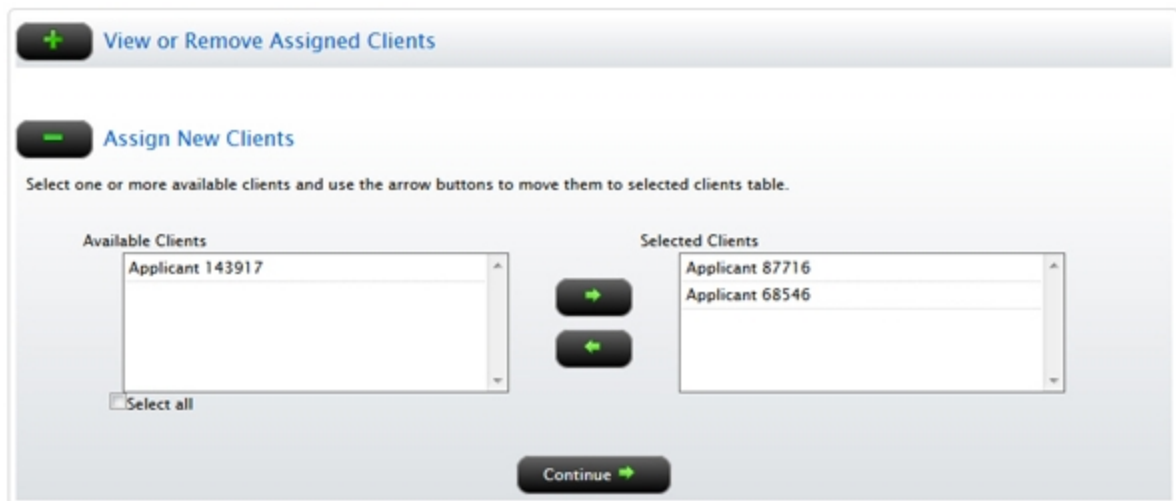 View or Remove Assigned Clients
Assign New Clients
Select one or more available clients and use the arrow buttons to move them to selected clients table.
Available Clients
Selected Clients
Applicant 143917
Applicant 87716
Applicant 68546
Select all
Continue